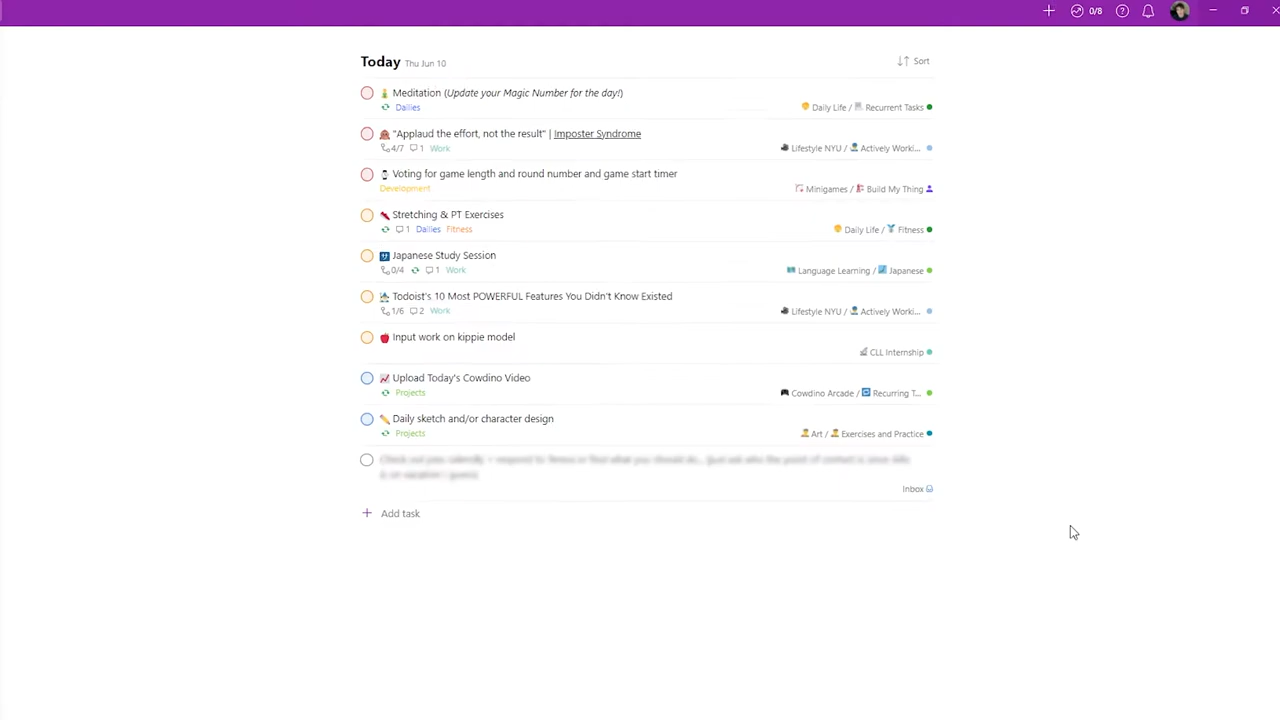 0/8
Today Thu Jun 10
Sort
Meditation (Update your Magic Number for the day!)
Dailies
Daily Life / Recurrent Tasks
"Applaud the effort, not the result" | Imposter Syndrome
4/7 1 Work
Lifestyle NYU / Actively Worki...
Voting for game length and round number and game start timer
Development
Minigames / Build My Thing
Stretching & PT Exercises
1 Dailies Fitness
Daily Life / Fitness
Japanese Study Session
0/4 1 Work
Language Learning / Japanese
Todoist's 10 Most POWERFUL Features You Didn't Know Existed
1/6 2 Work
Lifestyle NYU / Actively Worki...
Input work on kippie model
CLL Internship
Upload Today's Cowdino Video
Projects
Cowdino Arcade / Recurring T...
Daily sketch and/or character design
Projects
Art / Exercises and Practice
Inbox
Add task